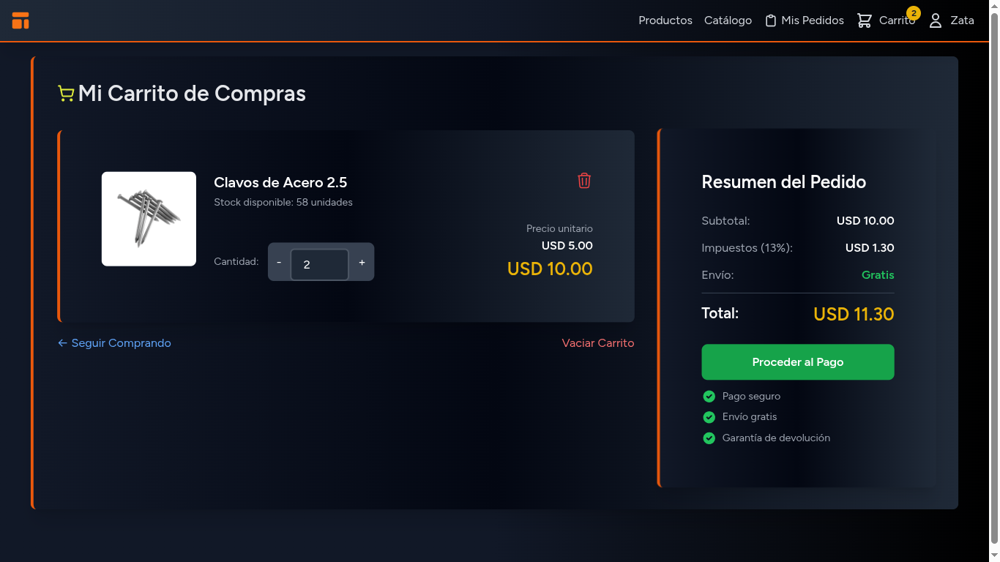 Productos Catálogo Mis Pedidos Carrito 2 Zata
Mi Carrito de Compras
Clavos de Acero 2.5
Stock disponible: 58 unidades
Cantidad: - 2 +
Precio unitario
USD 5.00
USD 10.00
← Seguir Comprando
Vaciar Carrito
Resumen del Pedido
Subtotal: USD 10.00
Impuestos (13%): USD 1.30
Envío: Gratis
Total: USD 11.30
Proceder al Pago
Pago seguro
Envío gratis
Garantía de devolución